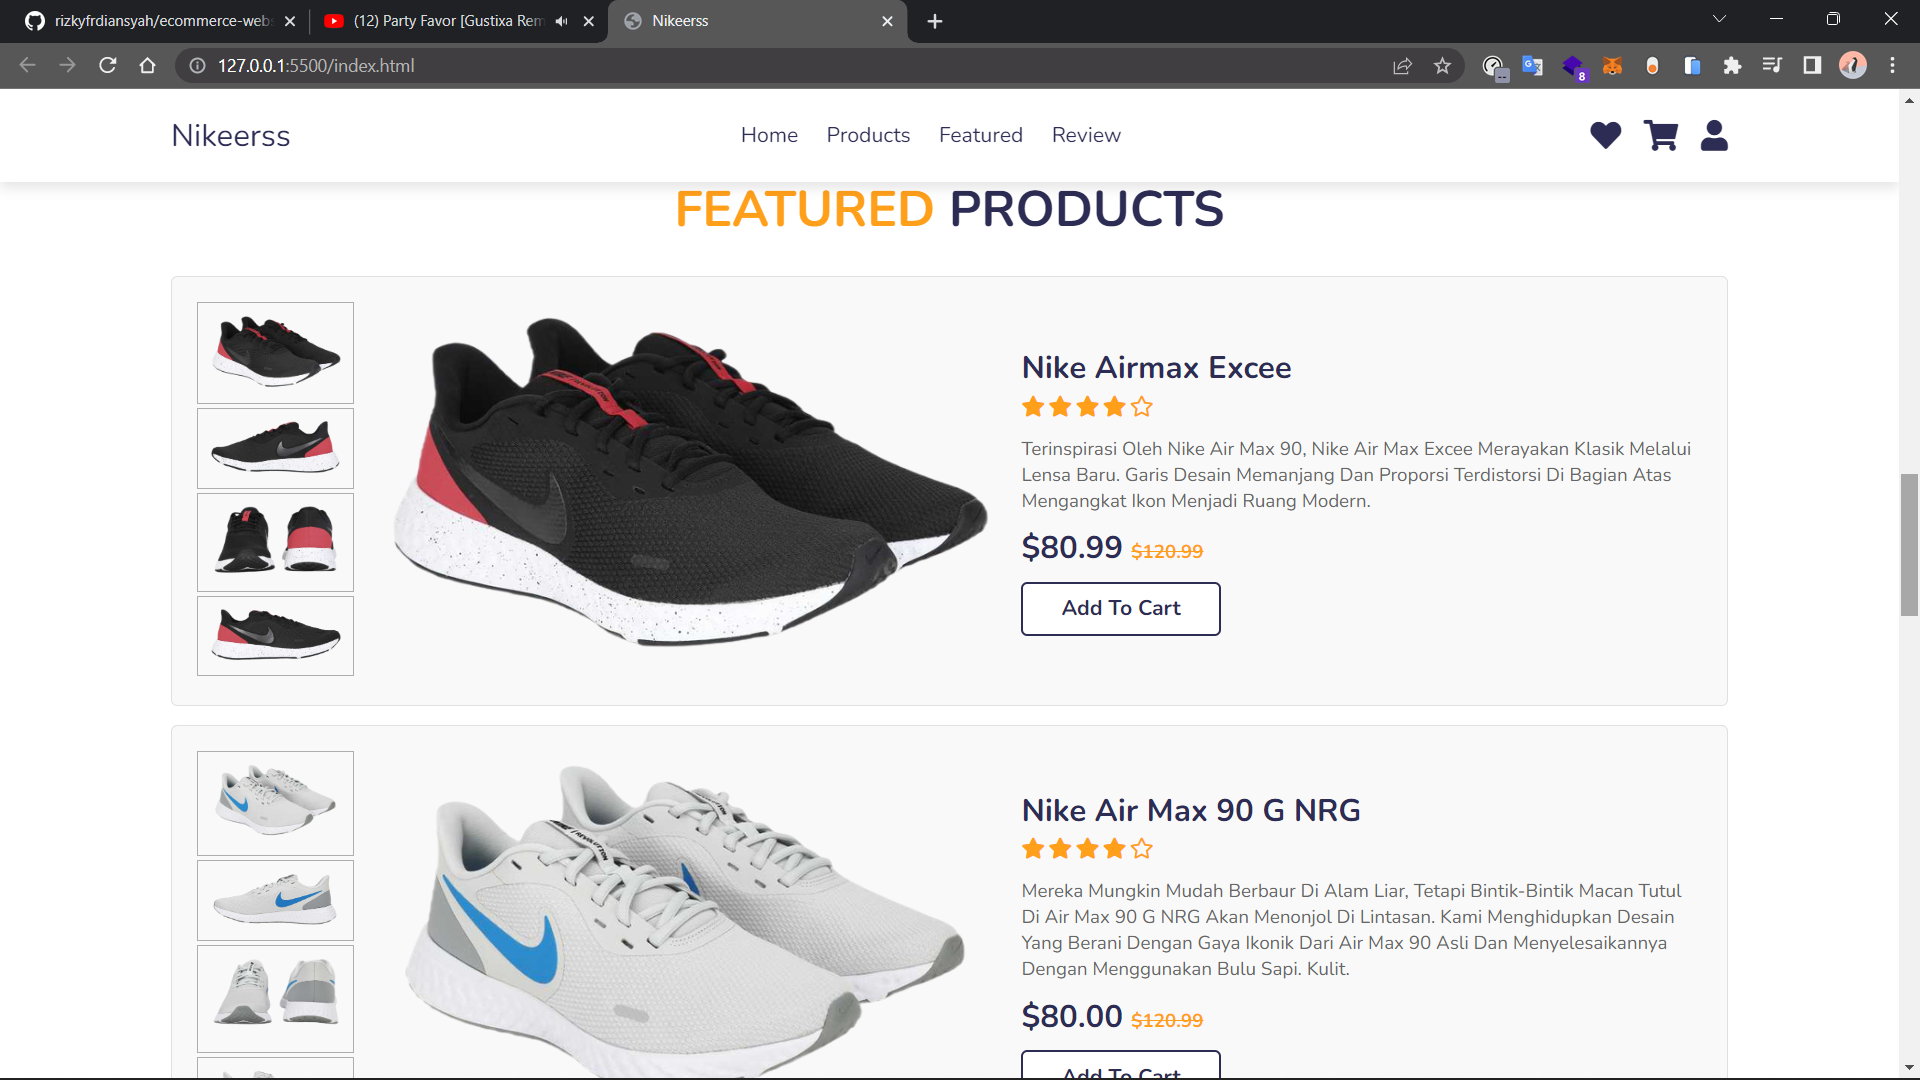 rizkyfrdiansyah/ecommerce-web
(12) Party Favor [Gustixa Rem
Nikeerss
127.0.0.1:5500/index.html
8
Nikeerss
Home Products Featured Review
FEATURED PRODUCTS
Nike Airmax Excee
Terinspirasi Oleh Nike Air Max 90, Nike Air Max Excee Merayakan Klasik Melalui
Lensa Baru. Garis Desain Memanjang Dan Proporsi Terdistorsi Di Bagian Atas
Mengangkat Ikon Menjadi Ruang Modern.
$80.99 $120.99
Add To Cart
Nike Air Max 90 G NRG
Mereka Mungkin Mudah Berbaur Di Alam Liar, Tetapi Bintik-Bintik Macan Tutul
Di Air Max 90 G NRG Akan Menonjol Di Lintasan. Kami Menghidupkan Desain
Yang Berani Dengan Gaya Ikonik Dari Air Max 90 Asli Dan Menyelesaikannya
Dengan Menggunakan Bulu Sapi. Kulit.
$80.00 $120.99
Add To Cart